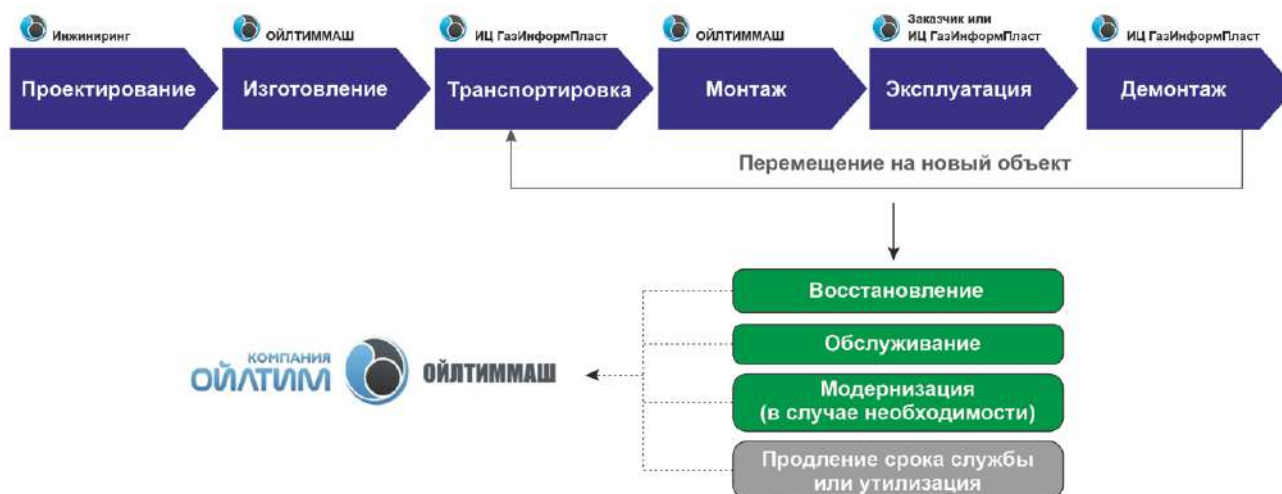 Инжиниринг
ОЙЛТИММАШ
ИЦ ГазИнформПласт
ОЙЛТИММАШ
Заказчик или
ИЦ ГазИнформПласт
ИЦ ГазИнформПласт
Проектирование
Изготовление
Транспортировка
Монтаж
Эксплуатация
Демонтаж
Перемещение на новый объект
Восстановление
Обслуживание
Модернизация
(в случае необходимости)
Продление срока службы
или утилизация
КОМПАНИЯ
ОЙЛТИМ
ОЙЛТИММАШ